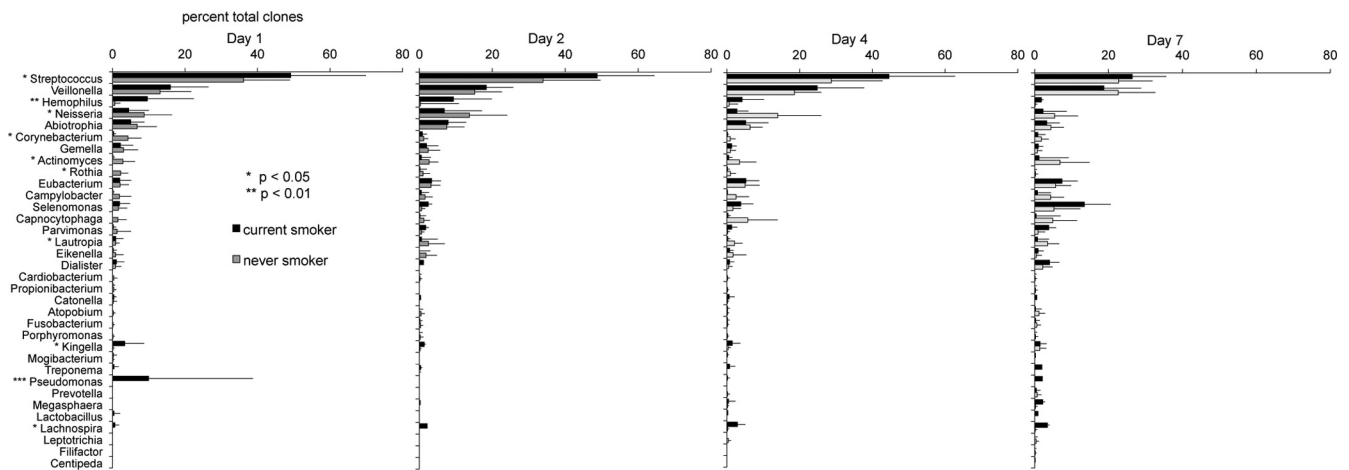 percent total clones
Day 1
Day 2
Day 4
Day 7
0 20 40 60 80
0 20 40 60 80
0 20 40 60 80
0 20 40 60 80
* Streptococcus
Veillonella
** Hemophilus
* Neisseria
Abiotrophia
* Corynebacterium
Gemella
* Actinomyces
* Rothia
Eubacterium
Campylobacter
Selenomonas
Capnocytophaga
Parvimonas
* Lautropia
Eikenella
Dialister
Cardiobacterium
Propionibacterium
Catonella
Atopobium
Fusobacterium
Porphyromonas
* Kingella
Mogibacterium
Treponema
*** Pseudomonas
Prevotella
Megasphaera
Lactobacillus
* Lachnospira
Leptotrichia
Filifactor
Centipeda
* p < 0.05
** p < 0.01
current smoker
never smoker